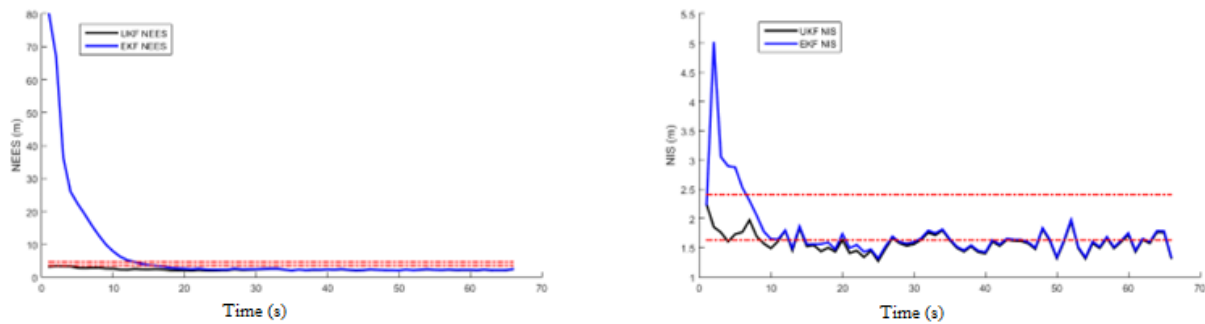 UKF NEES
EKF NEES
NEES (m)
80
70
60
50
40
30
20
10
0
0 10 20 30 40 50 60 70
Time (s)
UKF NIS
EKF NIS
NIS (m)
5.5
5
4.5
4
3.5
3
2.5
2
1.5
1
0 10 20 30 40 50 60 70
Time (s)